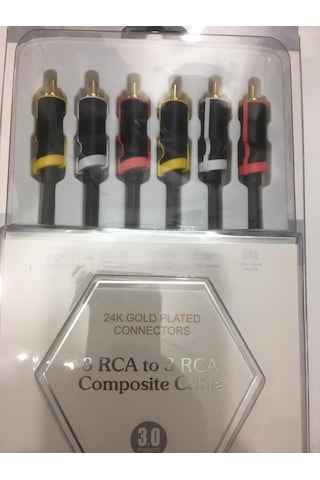 24K GOLD PLATED
CONNECTORS
3 RCA to 3 RCA
Composite Cable
3.0